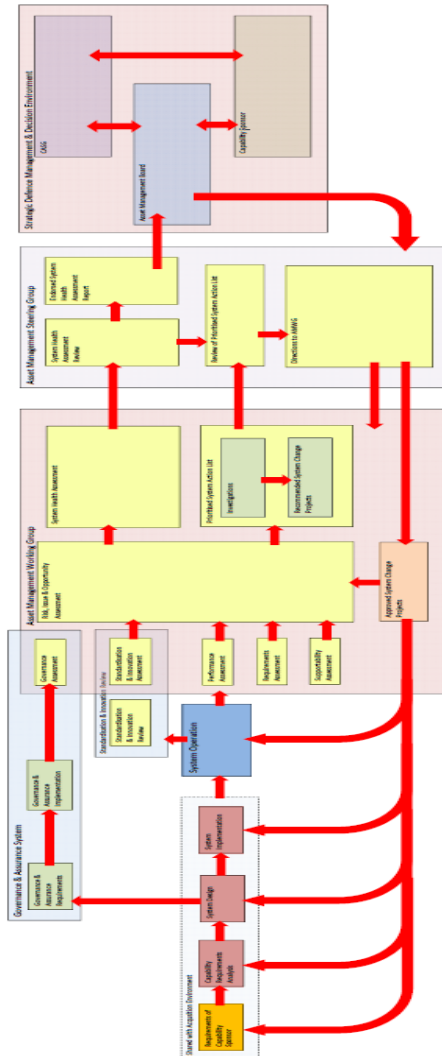 Governance & Assurance System
Governance &
Assurance
Requirements
Governance &
Assurance
Implementation
Governance
Assessment
Standardisation & Innovation Review
Standardisation
& Innovation
Review
Standardisation
& Innovation
Assessment
Shared with Acquisition Environment
Requirements of
Capability
Sponsor
Capability
Requirements
Analysis
System Design
System
Implementation
System Operation
Asset Management Working Group
Risk, Issue & Opportunity
Assessment
Performance
Assessment
Requirements
Assessment
Supportability
Assessment
System Health Assessment
Prioritised System Action List
Investigations
Recommended System Change
Projects
Approved System Change
Projects
Asset Management Steering Group
System Health Assessment
Review
Endorsed System
Health
Assessment
Report
Review of Prioritised System Action List
Directions to AMWG
Strategic Defence Management & Decision Environment
CASG
Asset Management Board
Capability Sponsor